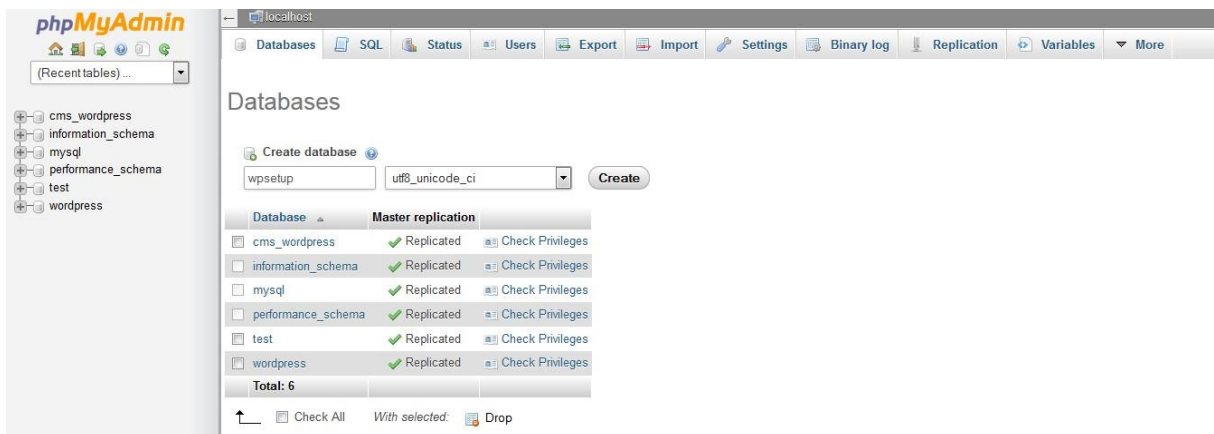 phpMyAdmin
(Recent tables) ...
cms_wordpress
information_schema
mysql
performance_schema
test
wordpress
localhost
Databases SQL Status Users Export Import Settings Binary log Replication Variables More
Databases
Create database
wpsetup utf8_unicode_ci Create
Database Master replication
cms_wordpress Replicated Check Privileges
information_schema Replicated Check Privileges
mysql Replicated Check Privileges
performance_schema Replicated Check Privileges
test Replicated Check Privileges
wordpress Replicated Check Privileges
Total: 6
Check All With selected: Drop